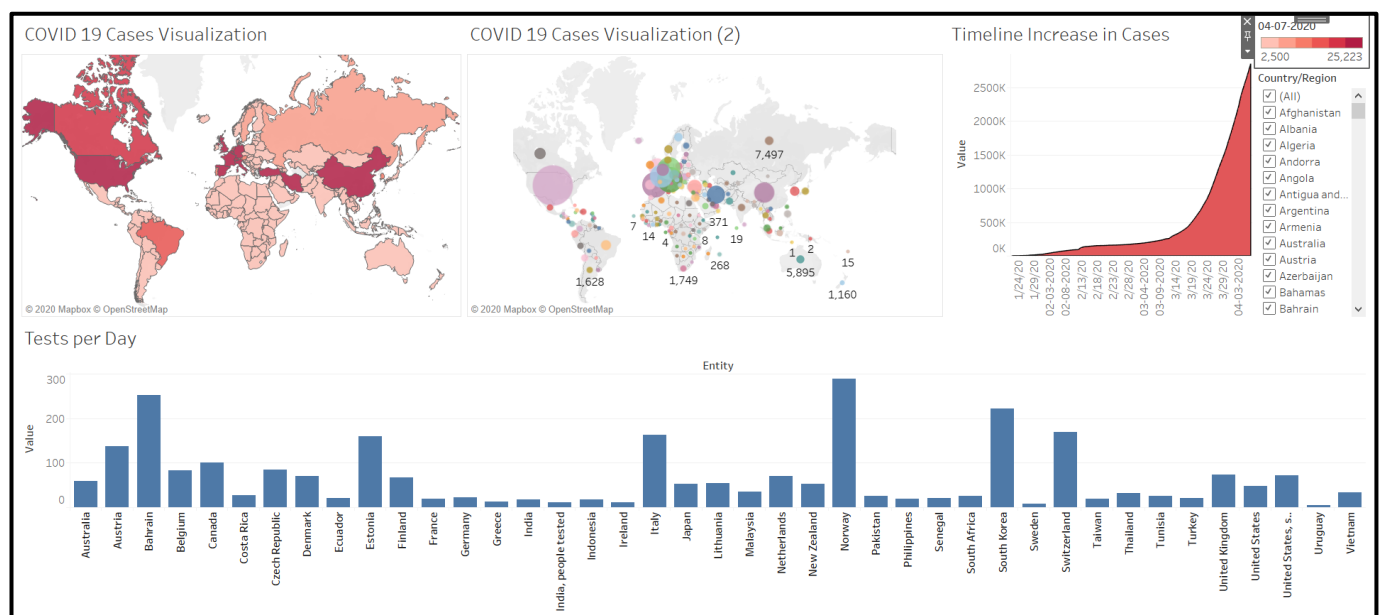 COVID 19 Cases Visualization
© 2020 Mapbox © OpenStreetMap
COVID 19 Cases Visualization (2)
7,497
7
14
4
371
8
19
268
1
2
15
5,895
1,628
1,749
1,160
© 2020 Mapbox © OpenStreetMap
Timeline Increase in Cases
Value
2500K
2000K
1500K
1000K
500K
0K
1/24/20
1/29/20
02-03-2020
02-08-2020
2/13/20
2/18/20
2/23/20
2/28/20
03-04-2020
03-09-2020
3/14/20
3/19/20
3/24/20
3/29/20
04-03-2020
04-07-2020
2,500 25,223
Country/Region
(All)
Afghanistan
Albania
Algeria
Andorra
Angola
Antigua and...
Argentina
Armenia
Australia
Austria
Azerbaijan
Bahamas
Bahrain
Tests per Day
Entity
Value
300
200
100
0
Australia
Austria
Bahrain
Belgium
Canada
Costa Rica
Czech Republic
Denmark
Ecuador
Estonia
Finland
France
Germany
Greece
India
India, people tested
Indonesia
Ireland
Italy
Japan
Lithuania
Malaysia
Netherlands
New Zealand
Norway
Pakistan
Philippines
Senegal
South Africa
South Korea
Sweden
Switzerland
Taiwan
Thailand
Tunisia
Turkey
United Kingdom
United States
United States, s..
Uruguay
Vietnam